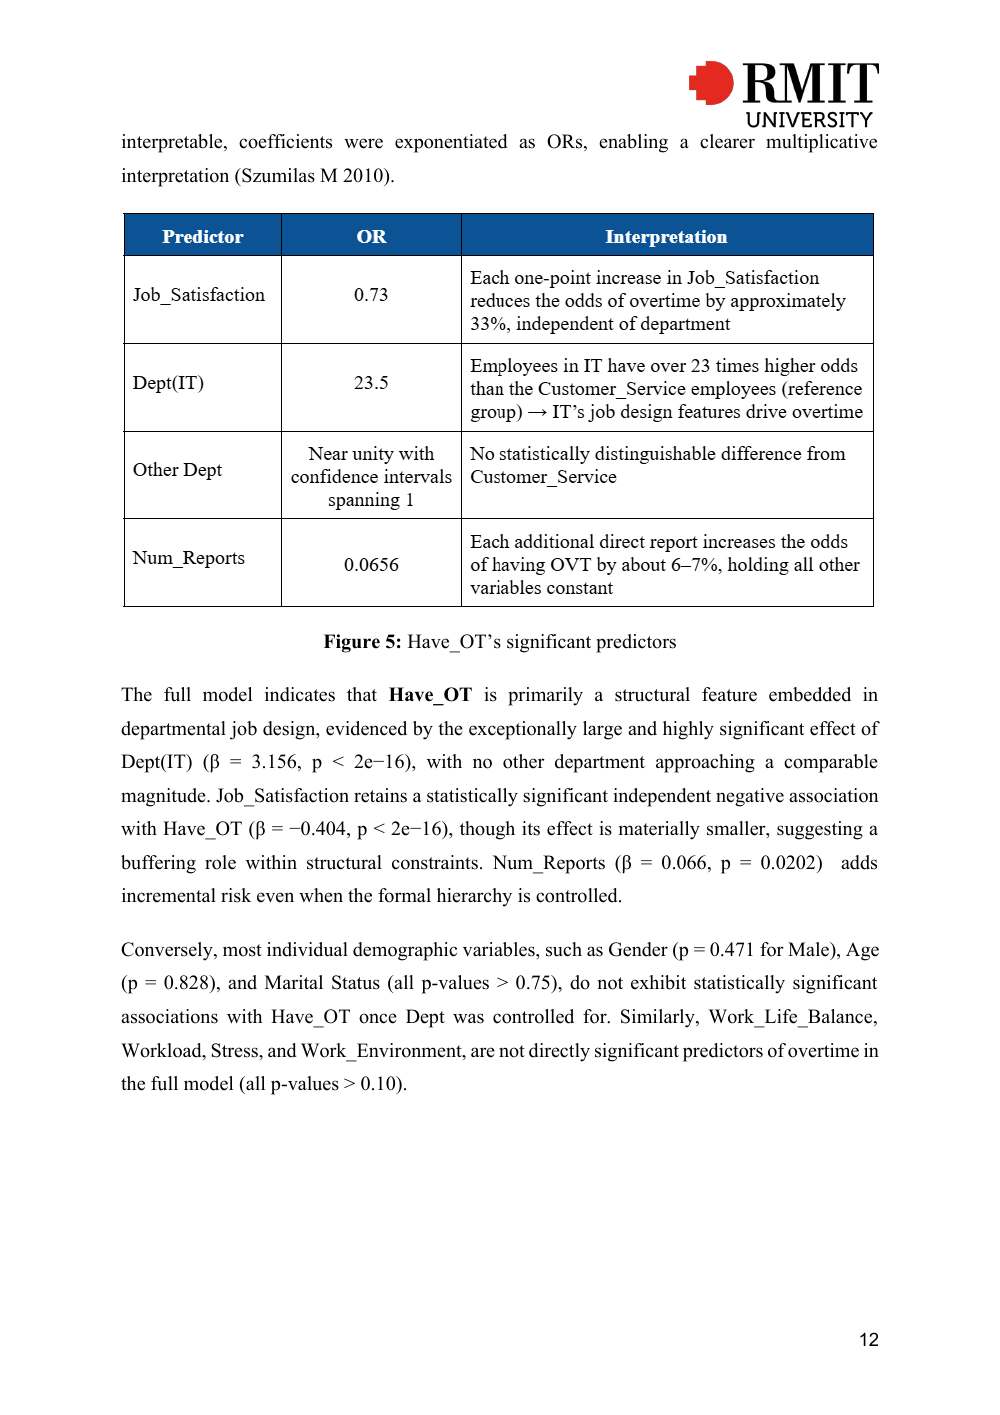 RMIT
UNIVERSITY
interpretable, coefficients were exponentiated as ORs, enabling a clearer multiplicative
interpretation (Szumilas M 2010).
Predictor OR Interpretation
Job_Satisfaction 0.73 Each one-point increase in Job_Satisfaction
reduces the odds of overtime by approximately
33%, independent of department
Dept(IT) 23.5 Employees in IT have over 23 times higher odds
than the Customer_Service employees (reference
group) → IT’s job design features drive overtime
Other Dept Near unity with
confidence intervals
spanning 1 No statistically distinguishable difference from
Customer_Service
Num_Reports 0.0656 Each additional direct report increases the odds
of having OVT by about 6–7%, holding all other
variables constant
Figure 5: Have_OT’s significant predictors
The full model indicates that Have_OT is primarily a structural feature embedded in
departmental job design, evidenced by the exceptionally large and highly significant effect of
Dept(IT) (β = 3.156, p < 2e−16), with no other department approaching a comparable
magnitude. Job_Satisfaction retains a statistically significant independent negative association
with Have_OT (β = −0.404, p < 2e−16), though its effect is materially smaller, suggesting a
buffering role within structural constraints. Num_Reports (β = 0.066, p = 0.0202) adds
incremental risk even when the formal hierarchy is controlled.
Conversely, most individual demographic variables, such as Gender (p = 0.471 for Male), Age
(p = 0.828), and Marital Status (all p-values > 0.75), do not exhibit statistically significant
associations with Have_OT once Dept was controlled for. Similarly, Work_Life_Balance,
Workload, Stress, and Work_Environment, are not directly significant predictors of overtime in
the full model (all p-values > 0.10).
12